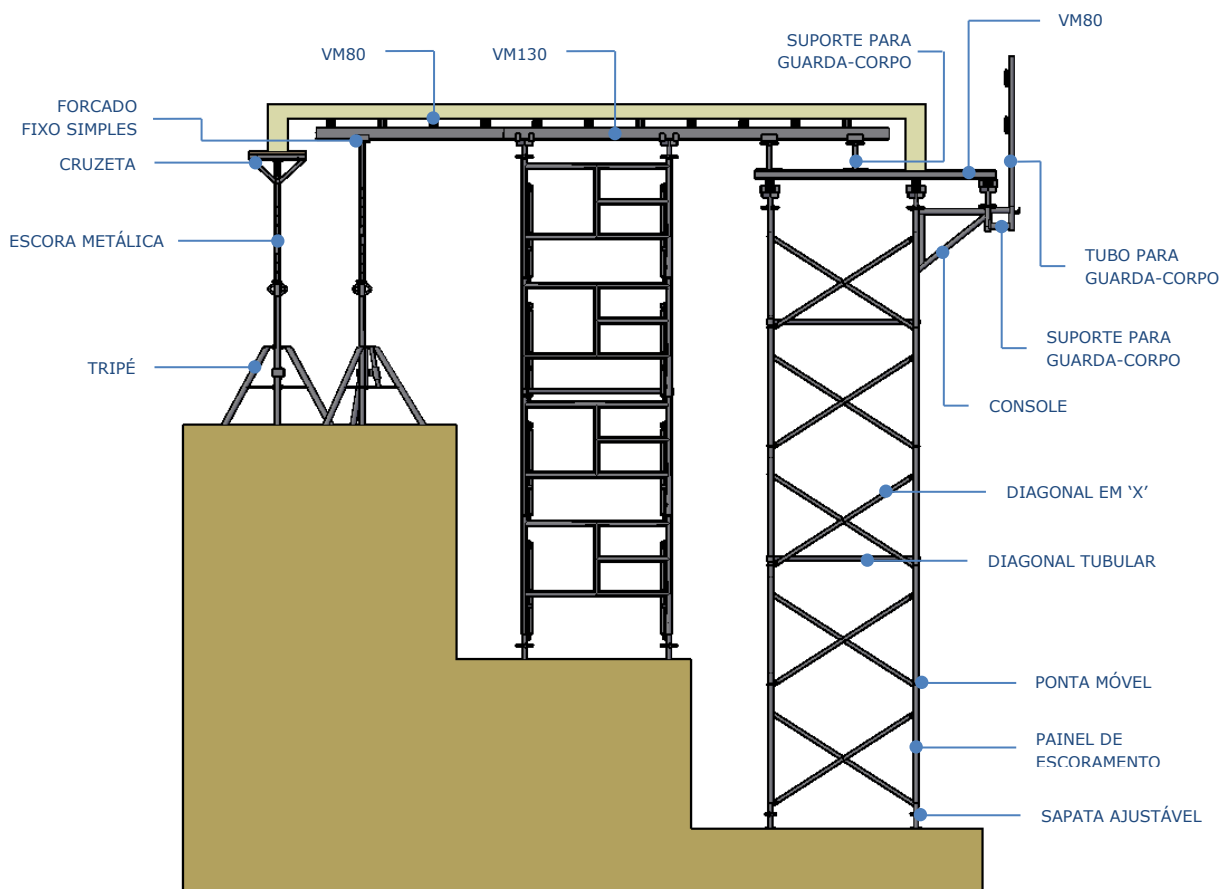 VM80
SUPORTE PARA
GUARDA-CORPO
VM80
VM130
FORCADO
FIXO SIMPLES
CRUZETA
ESCORA METÁLICA
TUBO PARA
GUARDA-CORPO
SUPORTE PARA
GUARDA-CORPO
TRIPÉ
CONSOLE
DIAGONAL EM ‘X’
DIAGONAL TUBULAR
PONTA MÓVEL
PAINEL DE
ESCORAMENTO
SAPATA AJUSTÁVEL